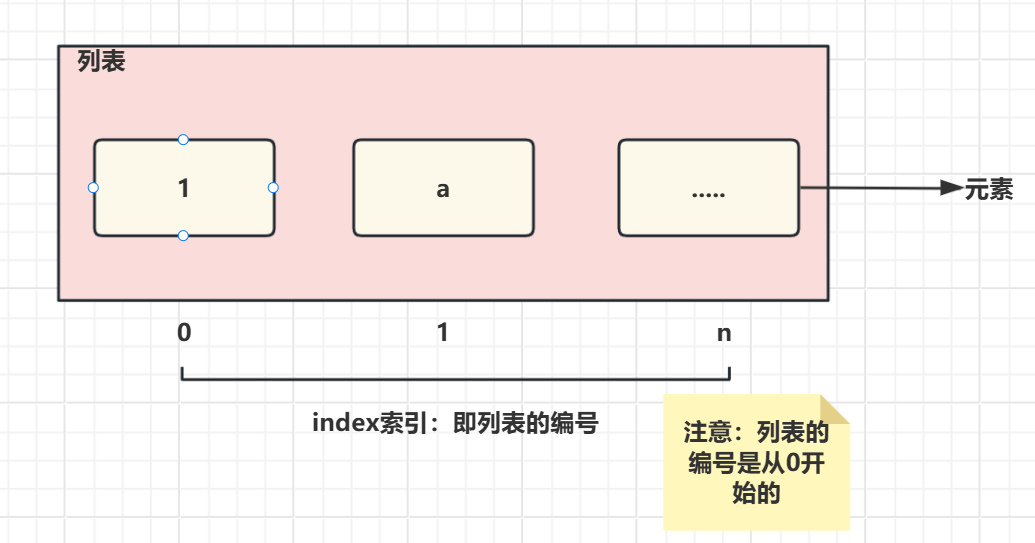 列表
1
a
.....
元素
0
1
n
index索引：即列表的编号
注意：列表的
编号是从0开
始的